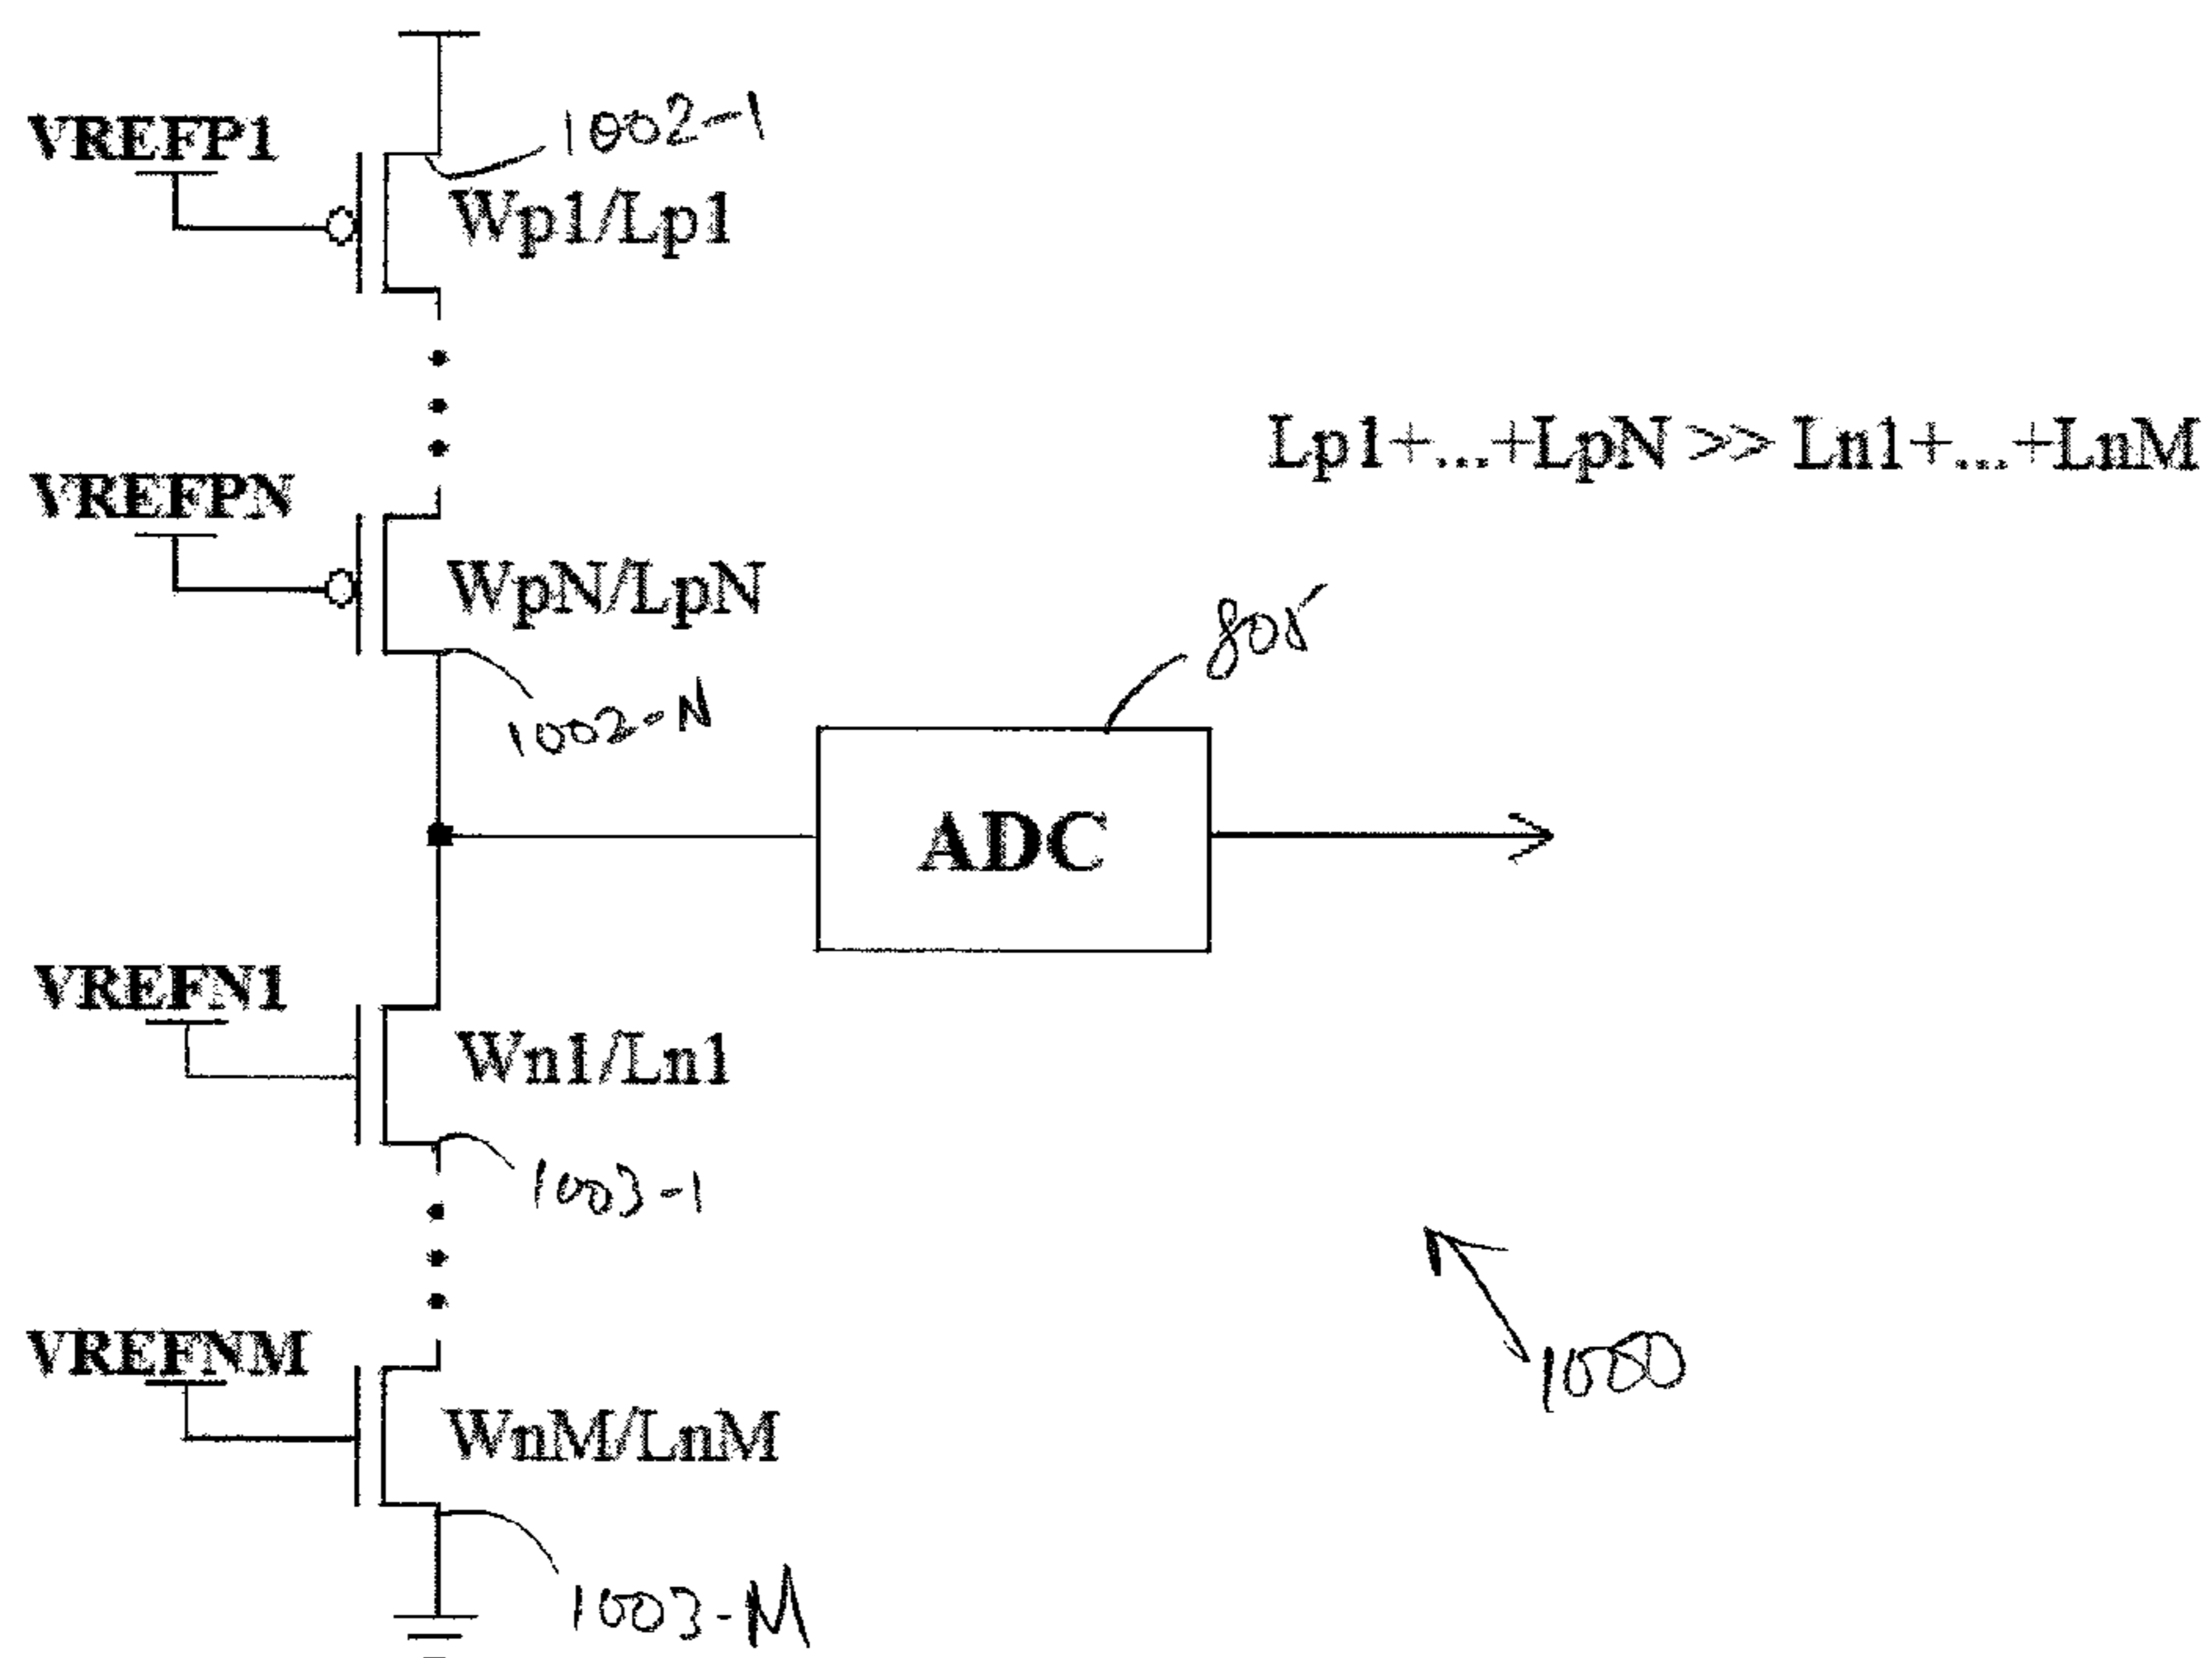 VREFP1
1002-1
Wp1/Lp1
Lp1+...+LpN >> Ln1+...+LnM
VREFPN
WpN/LpN
805
1002-N
ADC
VREFN1
Wn1/Ln1
1003-1
VREFNM
1000
WnM/LnM
1003-M